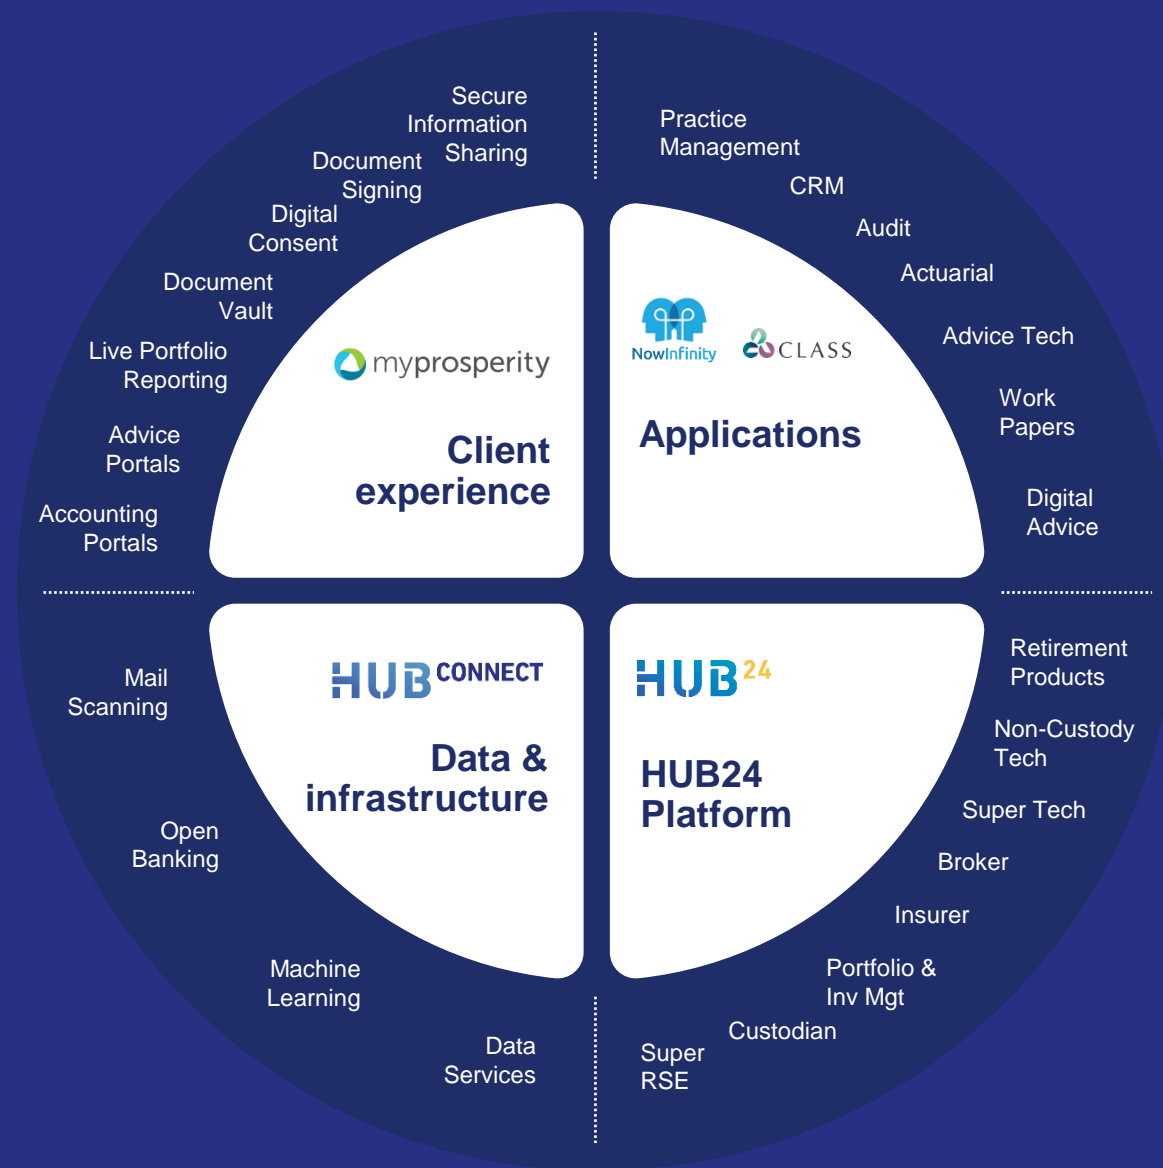 Secure
Information
Sharing
Document
Signing
Digital
Consent
Document
Vault
Live Portfolio
Reporting
Advice
Portals
Accounting
Portals
myprosperity
Client
experience
Practice
Management
CRM
Audit
Actuarial
Advice Tech
Work
Papers
Digital
Advice
NowInfinity
CLASS
Applications
Mail
Scanning
Open
Banking
Machine
Learning
Data
Services
HUB CONNECT
Data &
infrastructure
HUB 24
HUB24
Platform
Retirement
Products
Non-Custody
Tech
Super Tech
Broker
Insurer
Portfolio &
Inv Mgt
Custodian
Super
RSE